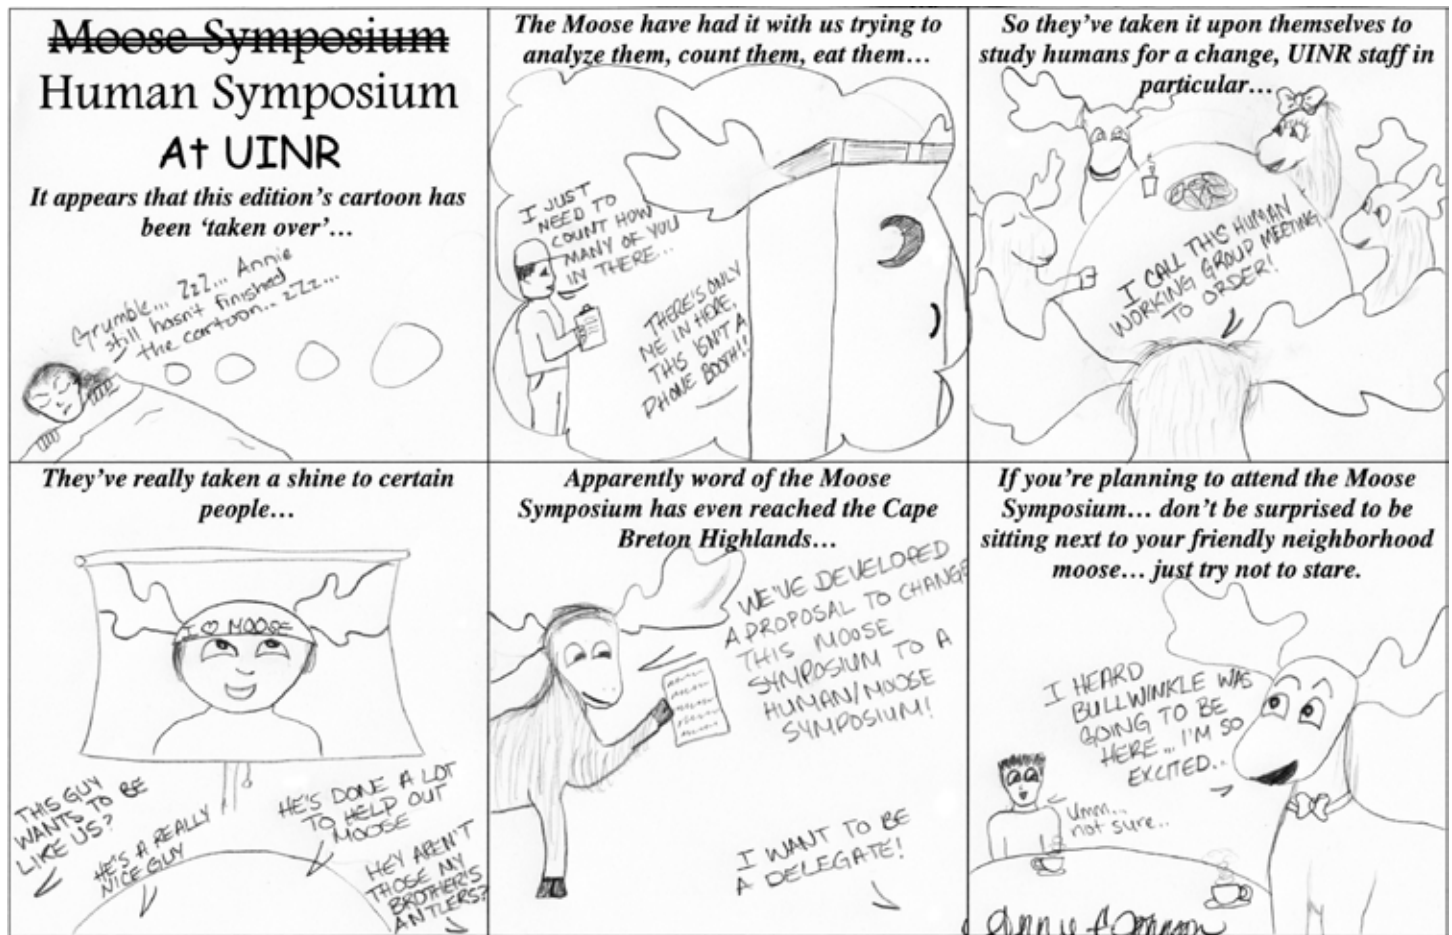 Moose Symposium
Human Symposium
At UINR
It appears that this edition's cartoon has
been 'taken over'…
Grumble... ZZZ... Annie
still hasn't finished
the cartoon... ZZZ...
The Moose have had it with us trying to
analyze them, count them, eat them…
I JUST
NEED TO
COUNT HOW
MANY OF YOU
IN THERE...
THERE'S ONLY
ME IN HERE,
THIS ISN'T A
PHONE BOOTH!!
So they've taken it upon themselves to
study humans for a change, UINR staff in
particular…
I CALL THIS HUMAN
WORKING GROUP MEETING
TO ORDER!
They've really taken a shine to certain
people…
I ♡ MOOSE
THIS GUY
WANTS TO BE
LIKE US?
HE'S A REALLY
NICE GUY
HE'S DONE A LOT
TO HELP OUT
MOOSE
HEY AREN'T
THOSE MY
BROTHER'S
ANTLERS?
Apparently word of the Moose
Symposium has even reached the Cape
Breton Highlands…
WE'VE DEVELOPED
A PROPOSAL TO CHANGE
THIS MOOSE
SYMPOSIUM TO A
HUMAN/MOOSE
SYMPOSIUM!
I WANT TO BE
A DELEGATE!
If you're planning to attend the Moose
Symposium… don't be surprised to be
sitting next to your friendly neighborhood
moose… just try not to stare.
I HEARD
BULLWINKLE WAS
GOING TO BE
HERE... I'M SO
EXCITED..
Umm...
not sure..
Annie Johnson